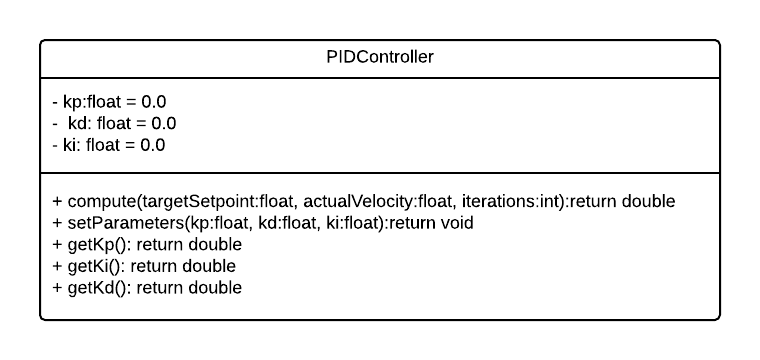 PIDController
- kp:float = 0.0
-  kd: float = 0.0
- ki: float = 0.0
+ compute(targetSetpoint:float, actualVelocity:float, iterations:int):return double
+ setParameters(kp:float, kd:float, ki:float):return void
+ getKp(): return double
+ getKi(): return double
+ getKd(): return double